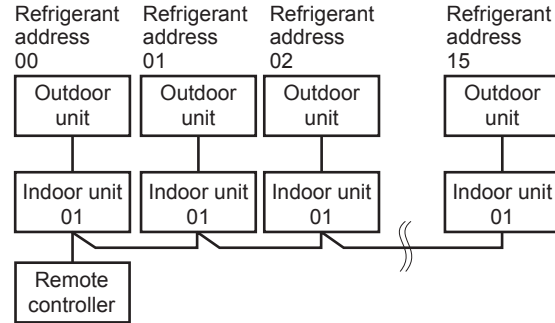 Refrigerant
address
00
Refrigerant
address
01
Refrigerant
address
02
Refrigerant
address
15
Outdoor
unit
Outdoor
unit
Outdoor
unit
Outdoor
unit
Indoor unit
01
Indoor unit
01
Indoor unit
01
Indoor unit
01
Remote
controller